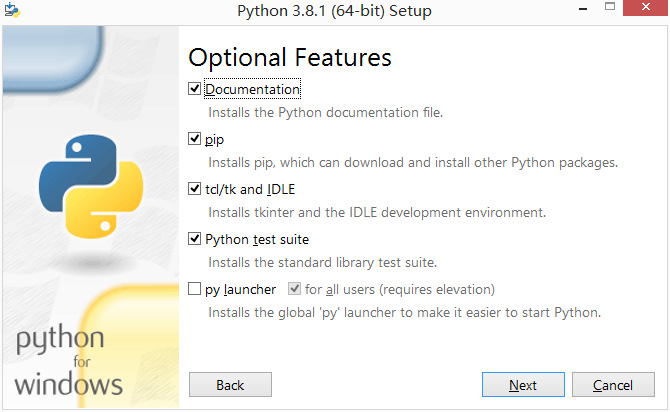 Python 3.8.1 (64-bit) Setup
Optional Features
Documentation
Installs the Python documentation file.
pip
Installs pip, which can download and install other Python packages.
tcl/tk and IDLE
Installs tkinter and the IDLE development environment.
Python test suite
Installs the standard library test suite.
py launcher for all users (requires elevation)
Installs the global 'py' launcher to make it easier to start Python.
python
for
windows
Back Next Cancel